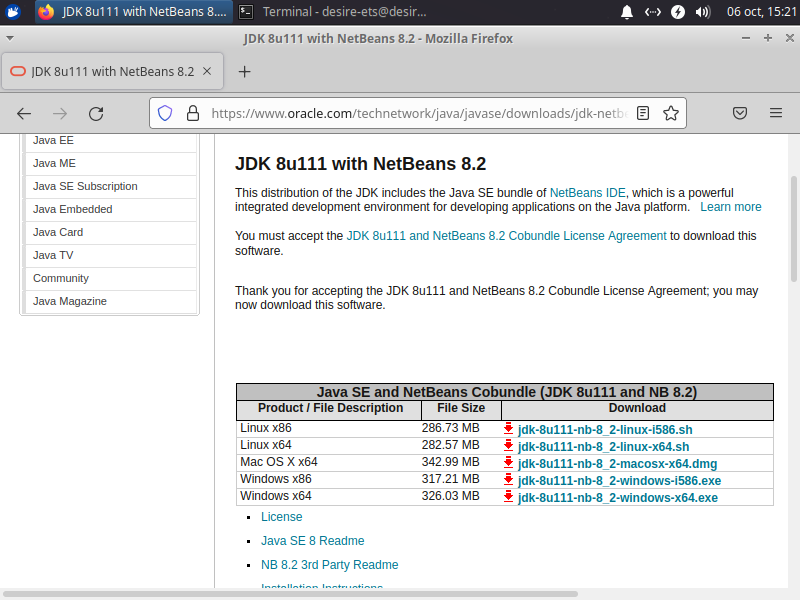 JDK 8u111 with NetBeans 8....
Terminal - desire-ets@desir...
06 oct, 15:21
JDK 8u111 with NetBeans 8.2 - Mozilla Firefox
JDK 8u111 with NetBeans 8.2
https://www.oracle.com/technetwork/java/javase/downloads/jdk-netb
Java EE
Java ME
Java SE Subscription
Java Embedded
Java Card
Java TV
Community
Java Magazine
JDK 8u111 with NetBeans 8.2
This distribution of the JDK includes the Java SE bundle of NetBeans IDE, which is a powerful
integrated development environment for developing applications on the Java platform. Learn more
You must accept the JDK 8u111 and NetBeans 8.2 Cobundle License Agreement to download this
software.
Thank you for accepting the JDK 8u111 and NetBeans 8.2 Cobundle License Agreement; you may
now download this software.
Java SE and NetBeans Cobundle (JDK 8u111 and NB 8.2)
Product / File Description File Size Download
Linux x86 286.73 MB jdk-8u111-nb-8_2-linux-i586.sh
Linux x64 282.57 MB jdk-8u111-nb-8_2-linux-x64.sh
Mac OS X x64 342.99 MB jdk-8u111-nb-8_2-macosx-x64.dmg
Windows x86 317.21 MB jdk-8u111-nb-8_2-windows-i586.exe
Windows x64 326.03 MB jdk-8u111-nb-8_2-windows-x64.exe
License
Java SE 8 Readme
NB 8.2 3rd Party Readme
Installation Instructions